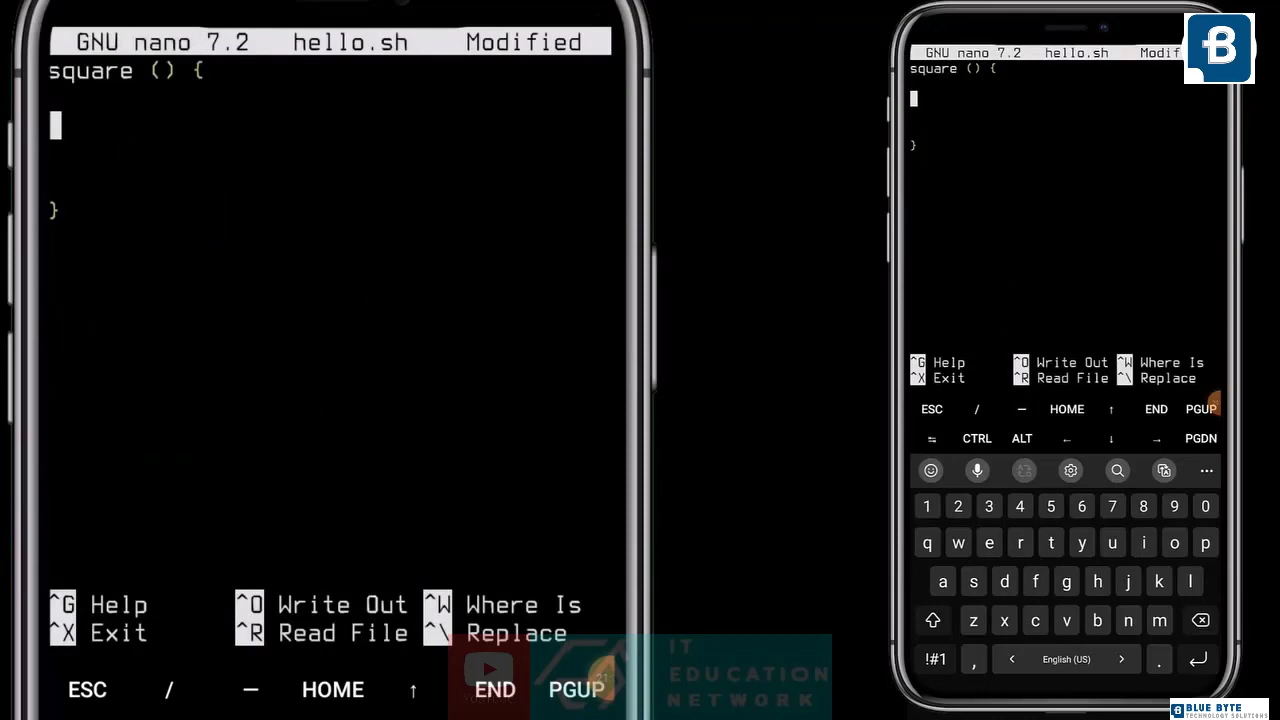 GNU nano 7.2 hello.sh Modified
square () {
}
^G Help ^O Write Out ^W Where Is
^X Exit ^R Read File ^\ Replace
ESC / — HOME ↑ END PGUP
21
IT
EDUCATION
NETWORK
GNU nano 7.2 hello.sh Modif
square () {
}
^G Help ^O Write Out ^W Where Is
^X Exit ^R Read File ^\ Replace
ESC / — HOME ↑ END PGUP
CTRL ALT ← ↓ → PGDN
1 2 3 4 5 6 7 8 9 0
q w e r t y u i o p
a s d f g h j k l
z x c v b n m
!#1 , < English (US) > .
B
BLUE BYTE
TECHNOLOGY SOLUTIONS